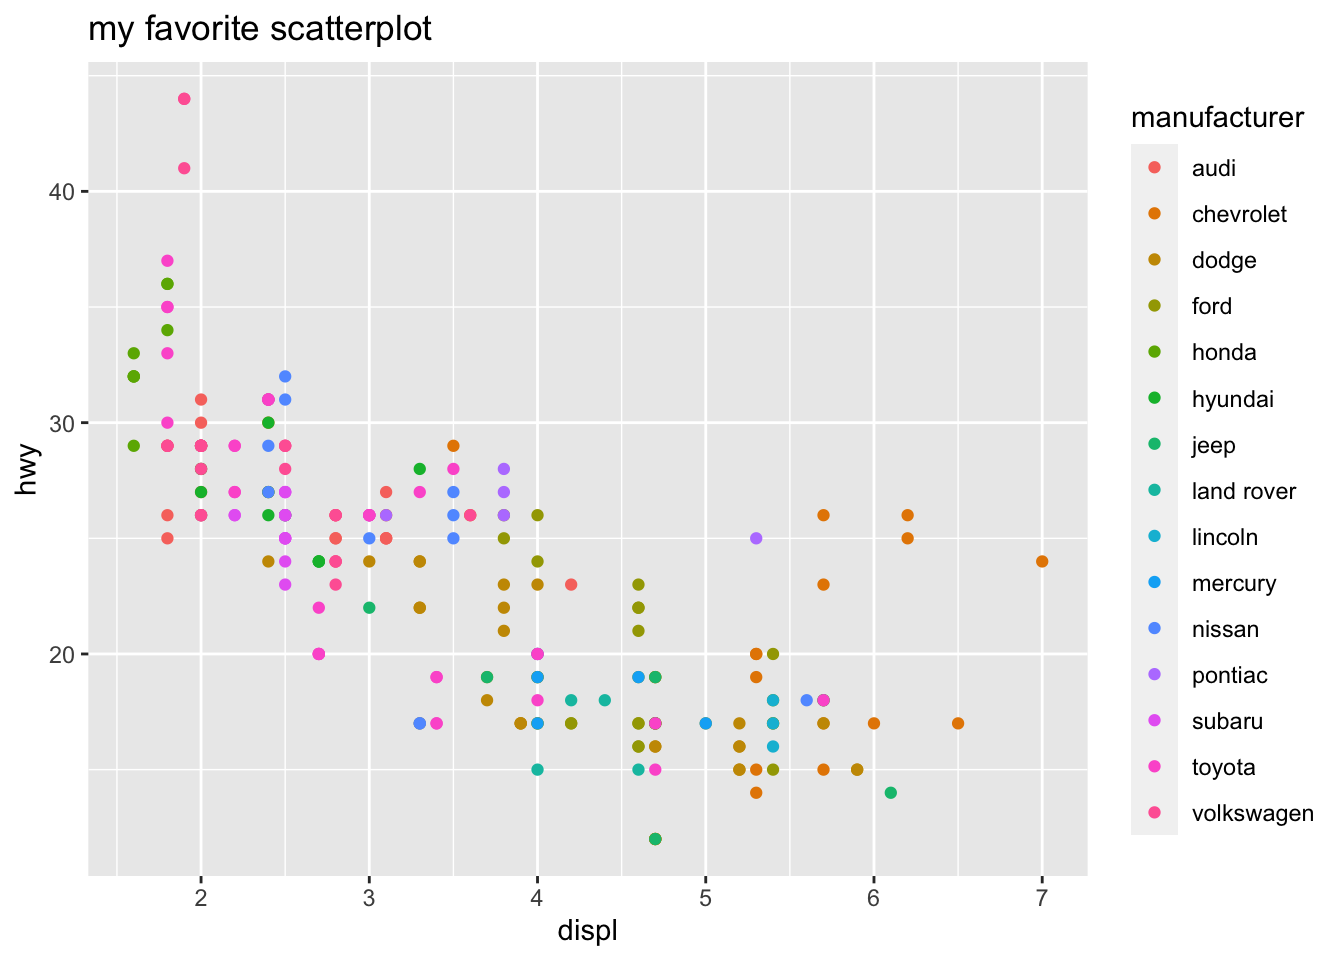 my favorite scatterplot
hwy
40
30
20
2 3 4 5 6 7
displ
manufacturer
audi
chevrolet
dodge
ford
honda
hyundai
jeep
land rover
lincoln
mercury
nissan
pontiac
subaru
toyota
volkswagen